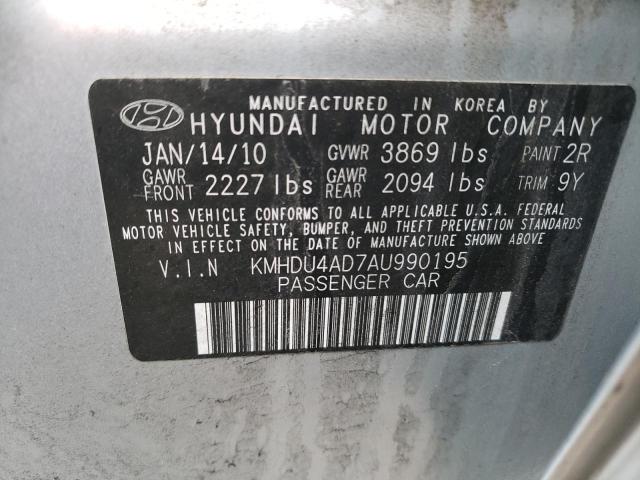 MANUFACTURED IN KOREA BY
HYUNDAI MOTOR COMPANY
JAN/14/10 GVWR 3869 lbs PAINT 2R
GAWR FRONT 2227 lbs GAWR REAR 2094 lbs TRIM 9Y
THIS VEHICLE CONFORMS TO ALL APPLICABLE U.S.A. FEDERAL
MOTOR VEHICLE SAFETY, BUMPER, AND THEFT PREVENTION STANDARDS
IN EFFECT ON THE DATE OF MANUFACTURE SHOWN ABOVE.
V.I.N KMHDU4AD7AU990195
PASSENGER CAR